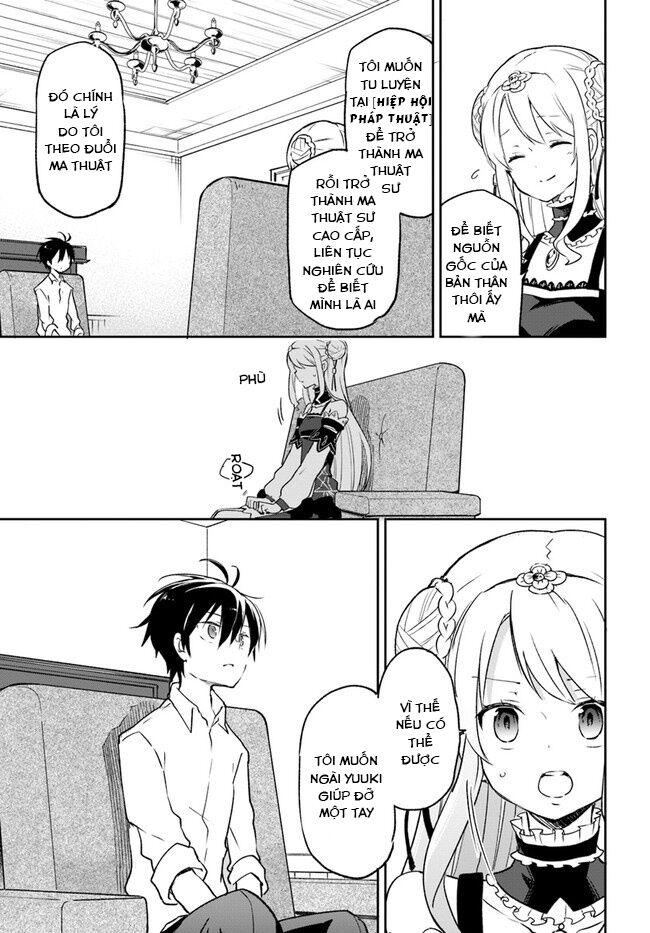 ĐỂ BIẾT
NGUỒN
GỐC CỦA
BẢN THÂN
THÔI ẤY
MÀ
TÔI MUỐN
TU LUYỆN
TẠI [HIỆP HỘI
PHÁP THUẬT]
ĐỂ TRỞ
THÀNH MA
THUẬT
SƯ
RỒI TRỞ
THÀNH MA
THUẬT SƯ
CAO CẤP,
LIÊN TỤC
NGHIÊN CỨU
ĐỂ BIẾT
MÌNH LÀ AI
ĐÓ CHÍNH
LÀ LÝ
DO TÔI
THEO ĐUỔI
MA THUẬT
PHÙ
ROẠT
VÌ THẾ
NẾU CÓ
THỂ
ĐƯỢC
TÔI MUỐN
NGÀI YUUKI
GIÚP ĐỠ
MỘT TAY